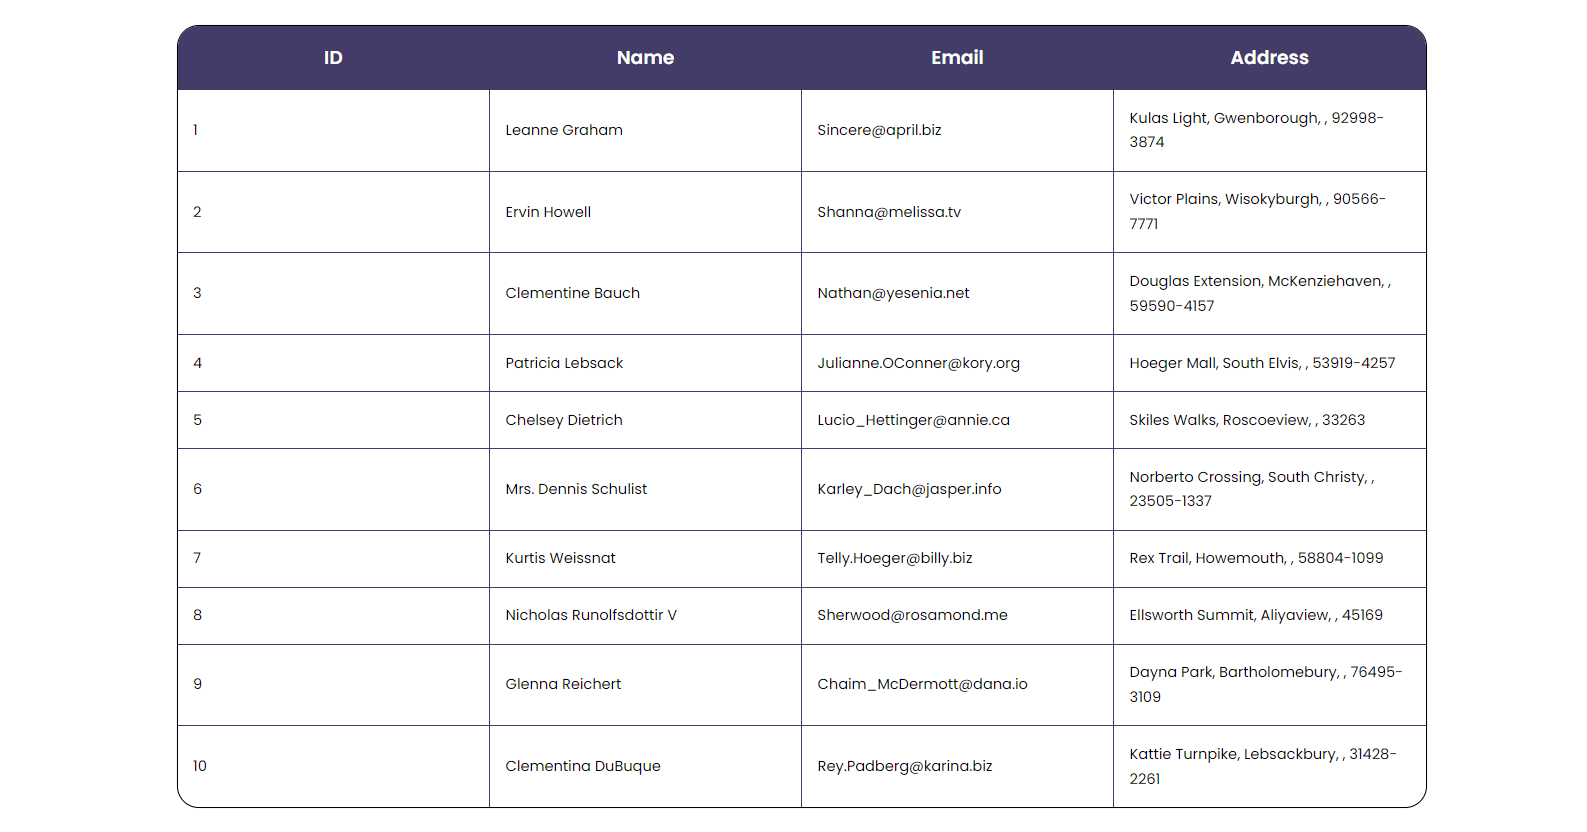 ID Name Email Address
1 Leanne Graham Sincere@april.biz Kulas Light, Gwenborough, , 92998-
3874
2 Ervin Howell Shanna@melissa.tv Victor Plains, Wisokyburgh, , 90566-
7771
3 Clementine Bauch Nathan@yesenia.net Douglas Extension, McKenziehaven, ,
59590-4157
4 Patricia Lebsack Julianne.OConner@kory.org Hoeger Mall, South Elvis, , 53919-4257
5 Chelsey Dietrich Lucio_Hettinger@annie.ca Skiles Walks, Roscoeview, , 33263
6 Mrs. Dennis Schulist Karley_Dach@jasper.info Norberto Crossing, South Christy, ,
23505-1337
7 Kurtis Weissnat Telly.Hoeger@billy.biz Rex Trail, Howemouth, , 58804-1099
8 Nicholas Runolfsdottir V Sherwood@rosamond.me Ellsworth Summit, Aliyaview, , 45169
9 Glenna Reichert Chaim_McDermott@dana.io Dayna Park, Bartholomebury, , 76495-
3109
10 Clementina DuBuque Rey.Padberg@karina.biz Kattie Turnpike, Lebsackbury, , 31428-
2261